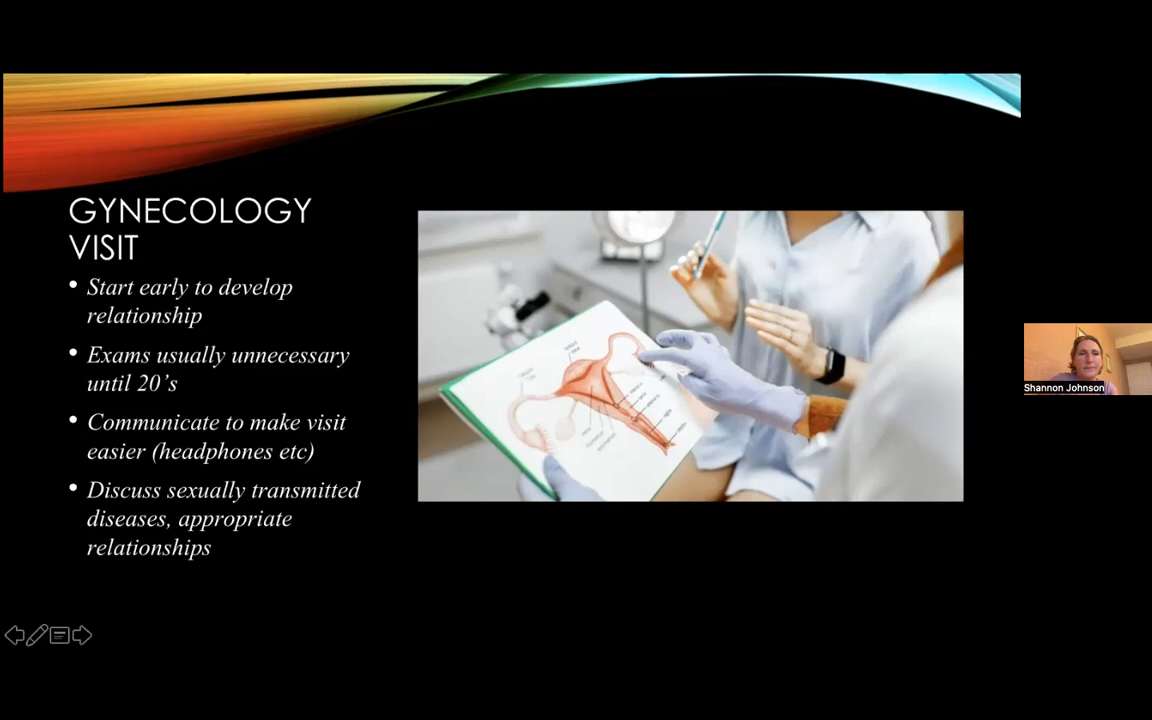 GYNECOLOGY
VISIT
• Start early to develop
relationship
• Exams usually unnecessary
until 20's
• Communicate to make visit
easier (headphones etc)
• Discuss sexually transmitted
diseases, appropriate
relationships
Shannon Johnson